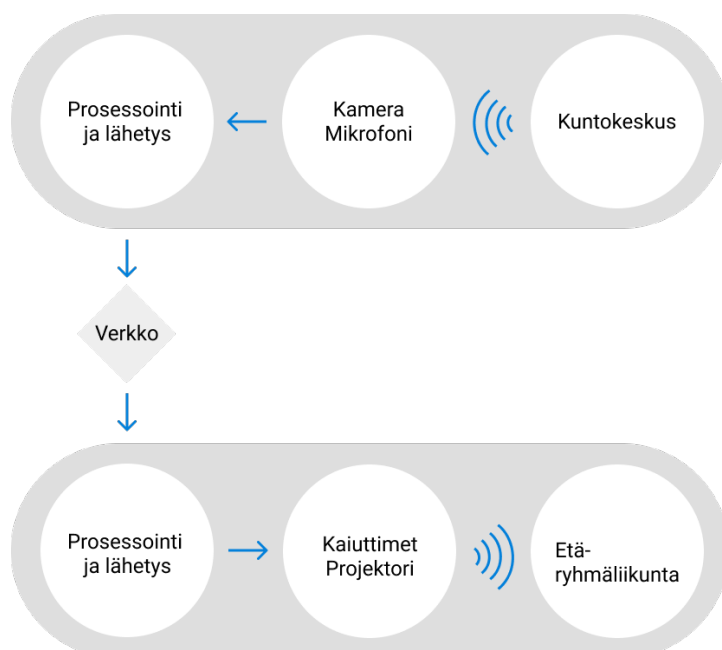 Prosessointi
ja lähetys
Kamera
Mikrofoni
Kuntokeskus
Verkko
Prosessointi
ja lähetys
Kaiuttimet
Projektori
Etä-
ryhmäliikunta